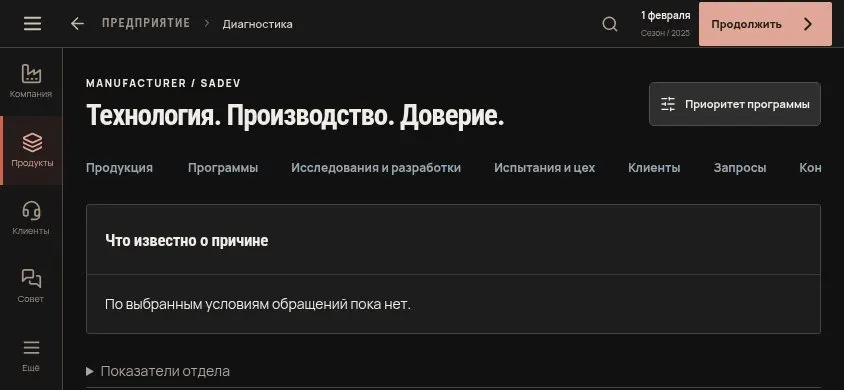 ПРЕДПРИЯТИЕ
Диагностика
1 февраля
Сезон / 2025
Продолжить
Компания
Продукты
Клиенты
Совет
Ещё
MANUFACTURER / SADEV
Технология. Производство. Доверие.
Приоритет программы
Продукция
Программы
Исследования и разработки
Испытания и цех
Клиенты
Запросы
Кон
Что известно о причине
По выбранным условиям обращений пока нет.
Показатели отдела